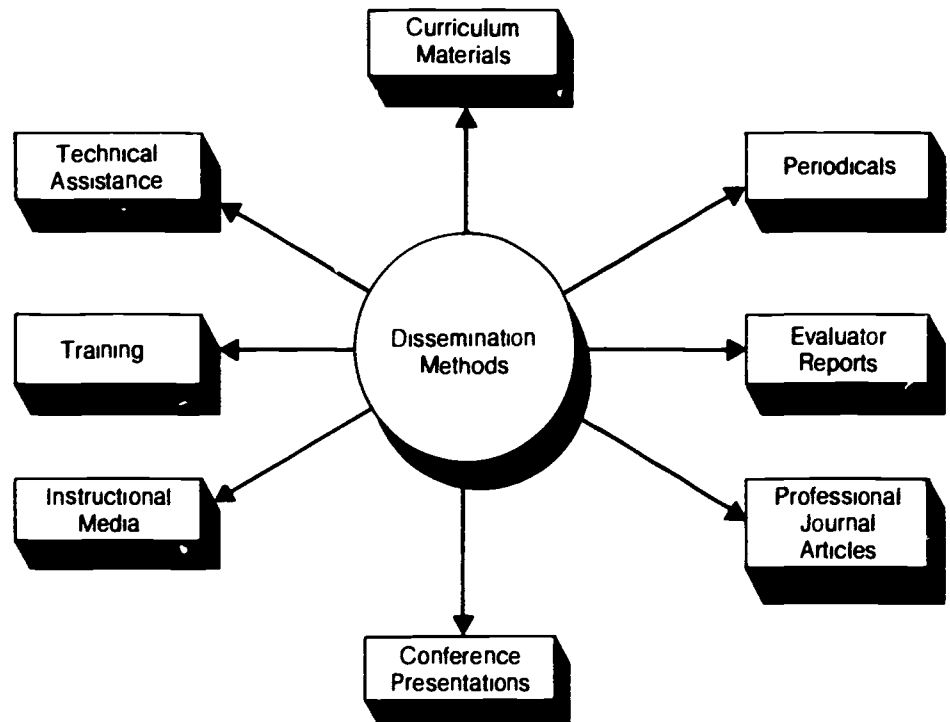 Curriculum
Materials
Technical
Assistance
Periodicals
Dissemination
Methods
Training
Evaluator
Reports
Instructional
Media
Professional
Journal
Articles
Conference
Presentations